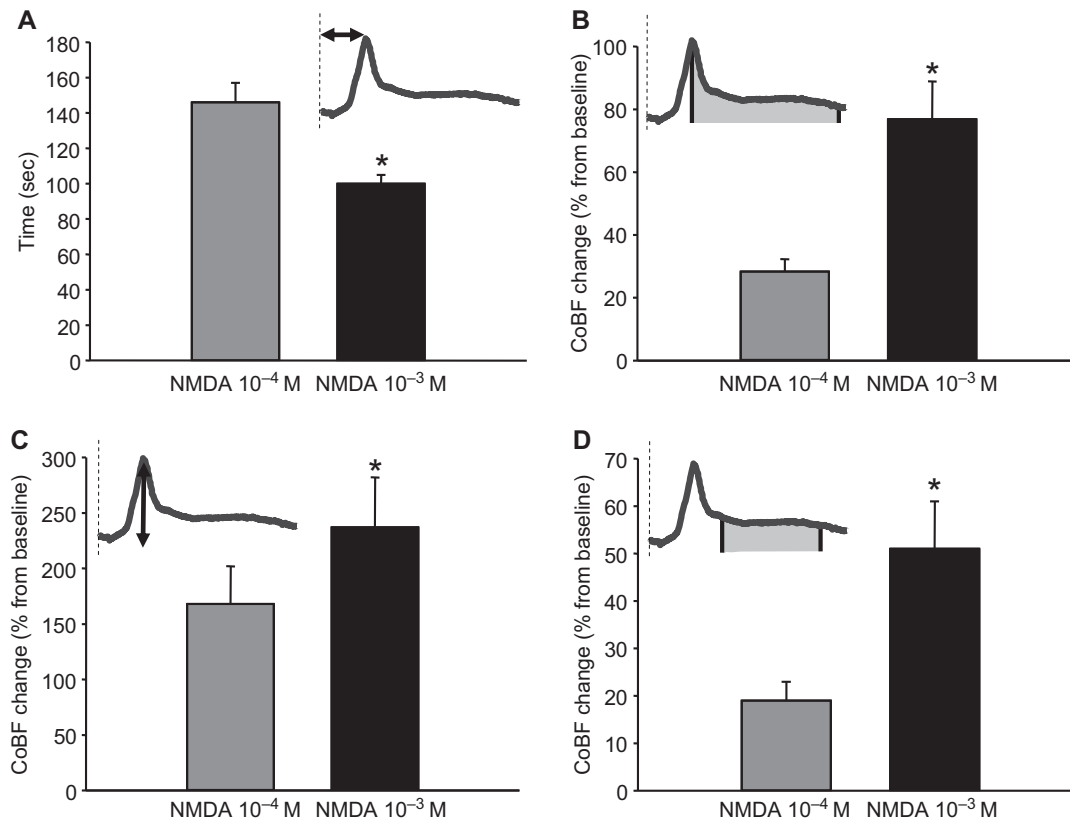 A
Time (sec)
180
160
140
120
100
80
60
40
20
0
*
NMDA 10⁻⁴ M NMDA 10⁻³ M
B
CoBF change (% from baseline)
100
80
60
40
20
0
*
NMDA 10⁻⁴ M NMDA 10⁻³ M
C
CoBF change (% from baseline)
300
250
200
150
100
50
0
*
NMDA 10⁻⁴ M NMDA 10⁻³ M
D
CoBF change (% from baseline)
70
60
50
40
30
20
10
0
*
NMDA 10⁻⁴ M NMDA 10⁻³ M